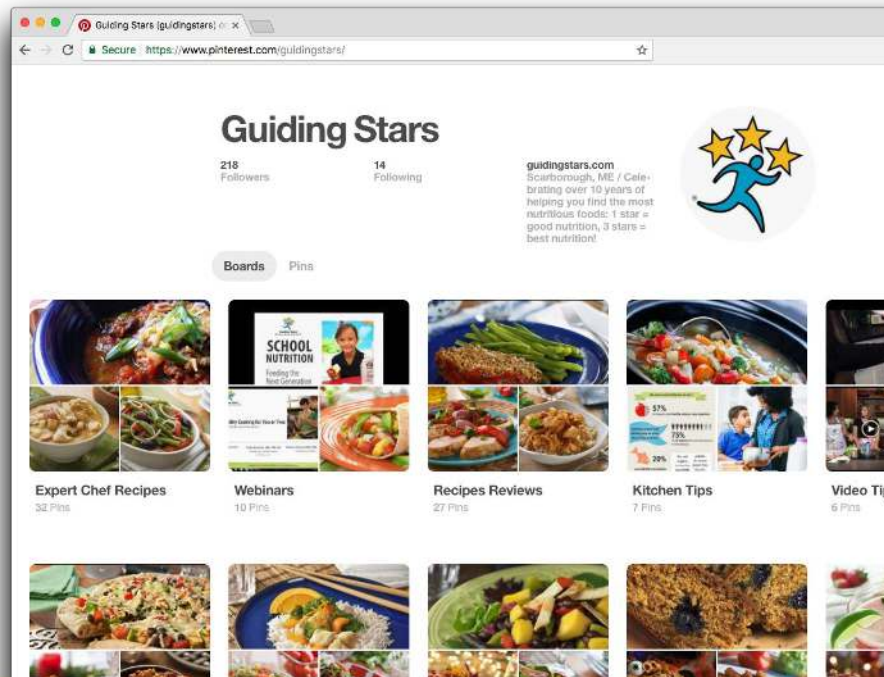 Guiding Stars (guidingstars) o
Secure
https://www.pinterest.com/guidingstars/
Guiding Stars
218
Followers
14
Following
guidingstars.com
Scarborough, ME / Cele-
brating over 10 years of
helping you find the most
nutritious foods: 1 star =
good nutrition, 3 stars =
best nutrition!
Boards
Pins
SCHOOL
NUTRITION
Feeding the
Next Generation
57%
75%
20%
Expert Chef Recipes
32 Pins
Webinars
10 Pins
Recipes Reviews
27 Pins
Kitchen Tips
7 Pins
Video Ti
6 Pins